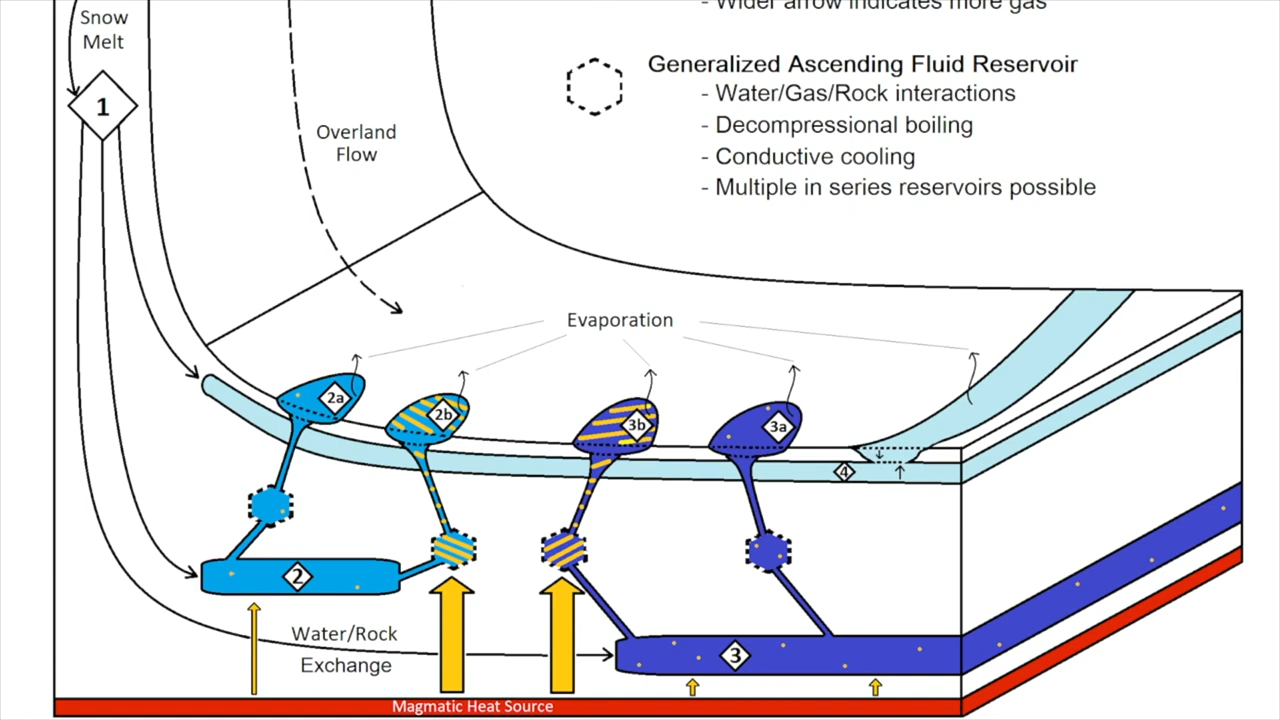 - Wider arrow indicates more gas
Snow
Melt
1
Generalized Ascending Fluid Reservoir
- Water/Gas/Rock interactions
- Decompressional boiling
- Conductive cooling
- Multiple in series reservoirs possible
Overland
Flow
Evaporation
2a
2b
3b
3a
4
2
Water/Rock
Exchange
3
Magmatic Heat Source